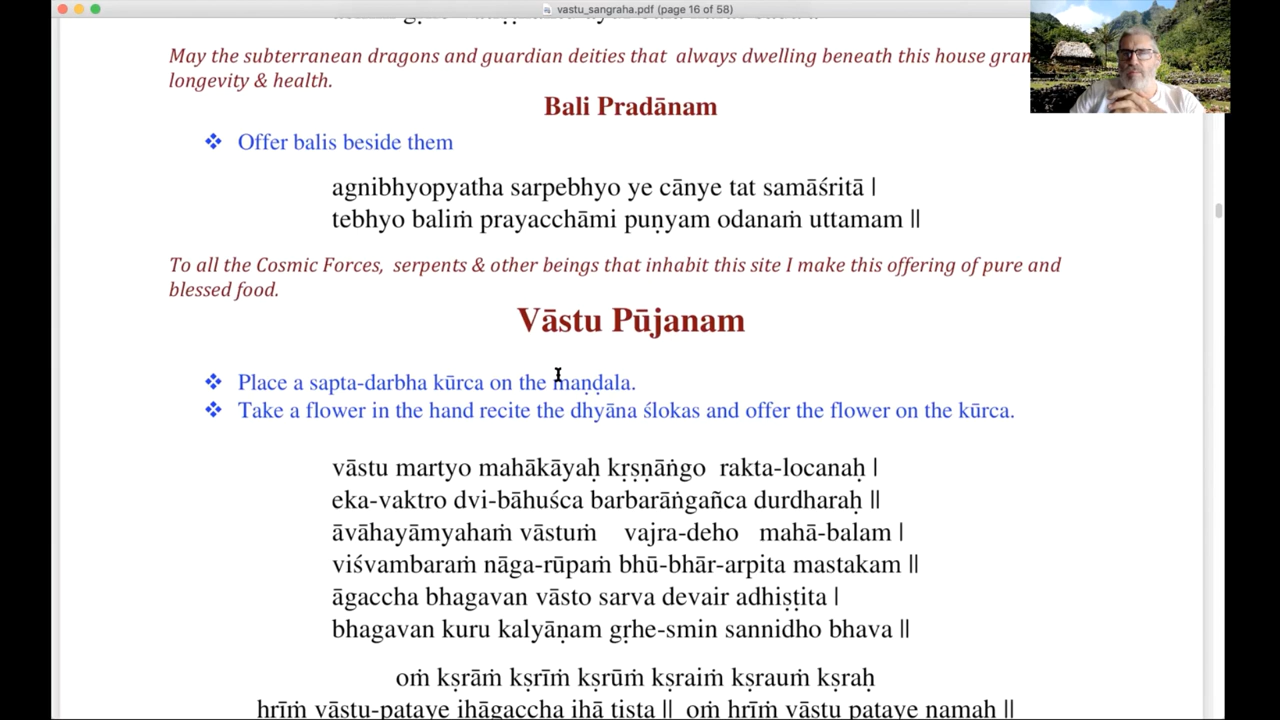 vastu_sangraha.pdf (page 16 of 58)
May the subterranean dragons and guardian deities that always dwelling beneath this house gran
longevity & health.
Bali Pradānam
❖ Offer balis beside them
agnibhyopyatha sarpebhyo ye cānye tat samāśritā |
tebhyo baliṁ prayacchāmi puṇyam odanaṁ uttamam ||
To all the Cosmic Forces, serpents & other beings that inhabit this site I make this offering of pure and
blessed food.
Vāstu Pūjanam
❖ Place a sapta-darbha kūrca on the maṇḍala.
❖ Take a flower in the hand recite the dhyāna ślokas and offer the flower on the kūrca.
vāstu martyo mahākāyaḥ kṛṣṇāṅgo rakta-locanaḥ |
eka-vaktro dvi-bāhuśca barbarāṅgañca durdharaḥ ||
āvāhayāmyahaṁ vāstuṁ vajra-deho mahā-balam |
viśvambaraṁ nāga-rūpaṁ bhū-bhār-arpita mastakam ||
āgaccha bhagavan vāsto sarva devair adhiṣṭita |
bhagavan kuru kalyāṇam gṛhe-smin sannidho bhava ||
oṁ kṣrāṁ kṣrīṁ kṣrūṁ kṣraiṁ kṣrauṁ kṣraḥ
hrīṁ vāstu-pataye ihāgaccha ihā tiṣṭa || oṁ hrīṁ vāstu pataye namaḥ ||